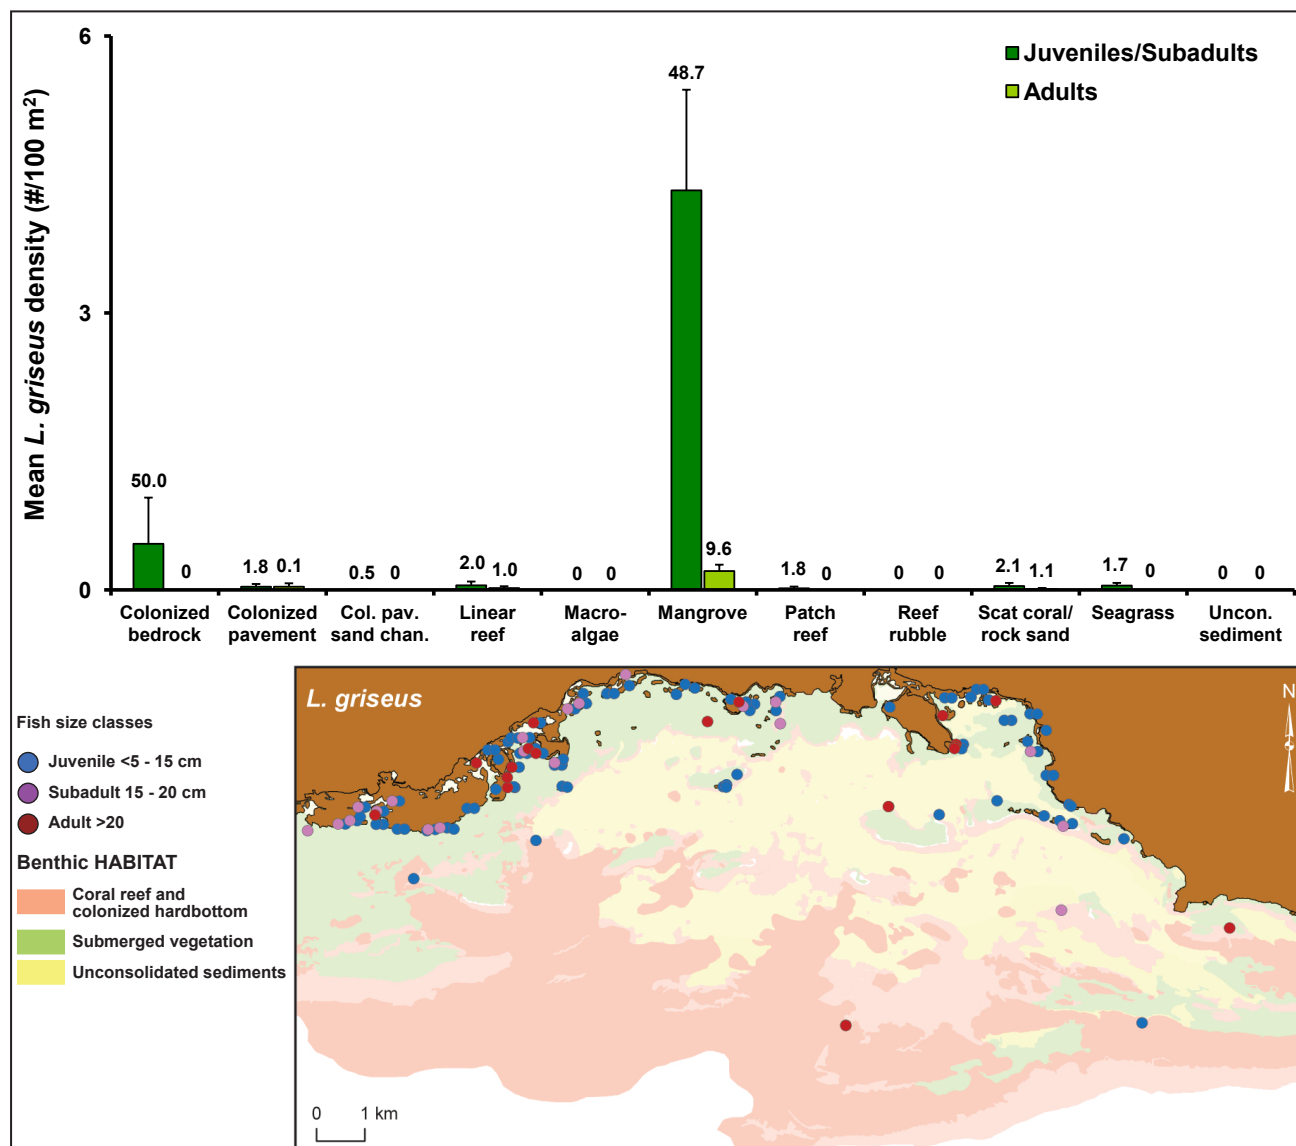 Mean L. griseus density (#/100 m²)
6
3
0
Juveniles/Subadults
Adults
50.0
0
1.8
0.1
0.5
0
2.0
1.0
0
0
48.7
9.6
1.8
0
0
0
2.1
1.1
1.7
0
0
0
Colonized
bedrock
Colonized
pavement
Col. pav.
sand chan.
Linear
reef
Macro-
algae
Mangrove
Patch
reef
Reef
rubble
Scat coral/
rock sand
Seagrass
Uncon.
sediment
L. griseus
N
Fish size classes
Juvenile <5 - 15 cm
Subadult 15 - 20 cm
Adult >20
Benthic HABITAT
Coral reef and
colonized hardbottom
Submerged vegetation
Unconsolidated sediments
0 1 km